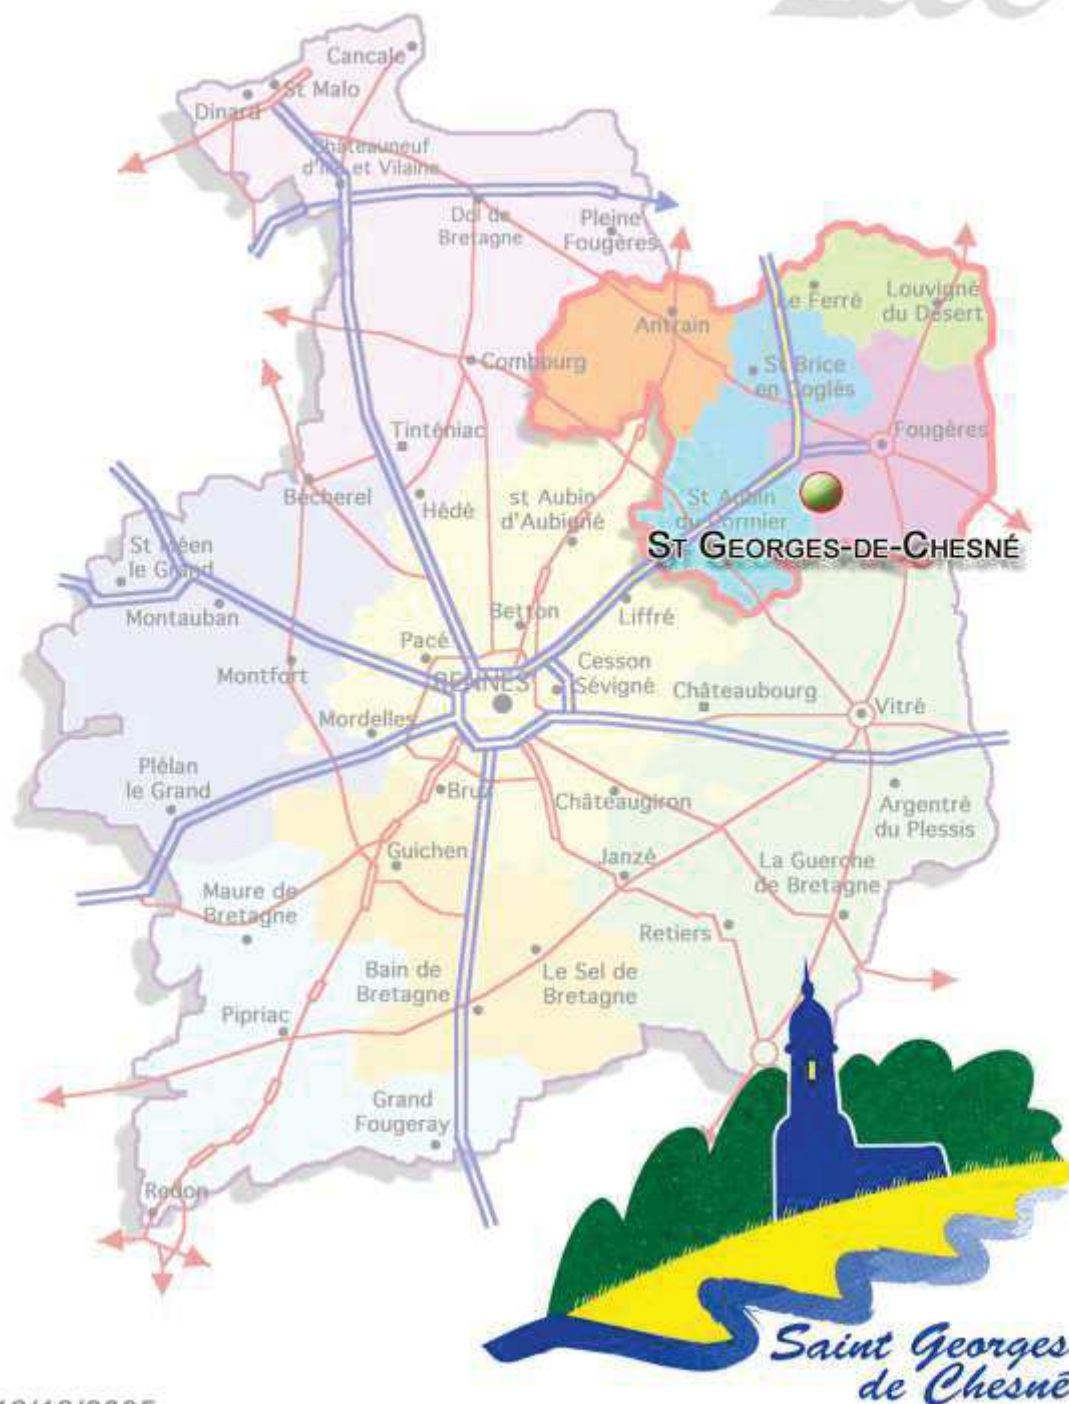 Cancale
St Malo
Dinard
Châteauneuf
d'Ille et Vilaine
Dol de
Bretagne
Pleine
Fougères
Le Ferré
Louvigné
du Désert
Antrain
Combourg
St Brice
en Coglès
Tinténiac
Fougères
Bécherel
Hédé
st Aubin
d'Aubigné
St Aubin
du Cormier
ST GEORGES-DE-CHESNÉ
St Méen
le Grand
Montauban
Betton
Liffré
Pacé
Cesson
Sévigné
Montfort
RENNES
Châteaubourg
Vitré
Mordelles
Plélan
le Grand
Bruz
Châteaugiron
Argentré
du Plessis
Guichen
Janzé
La Guerche
de Bretagne
Maure de
Bretagne
Retiers
Bain de
Bretagne
Le Sel de
Bretagne
Pipriac
Grand
Fougeray
Redon
Saint Georges
de Chesné